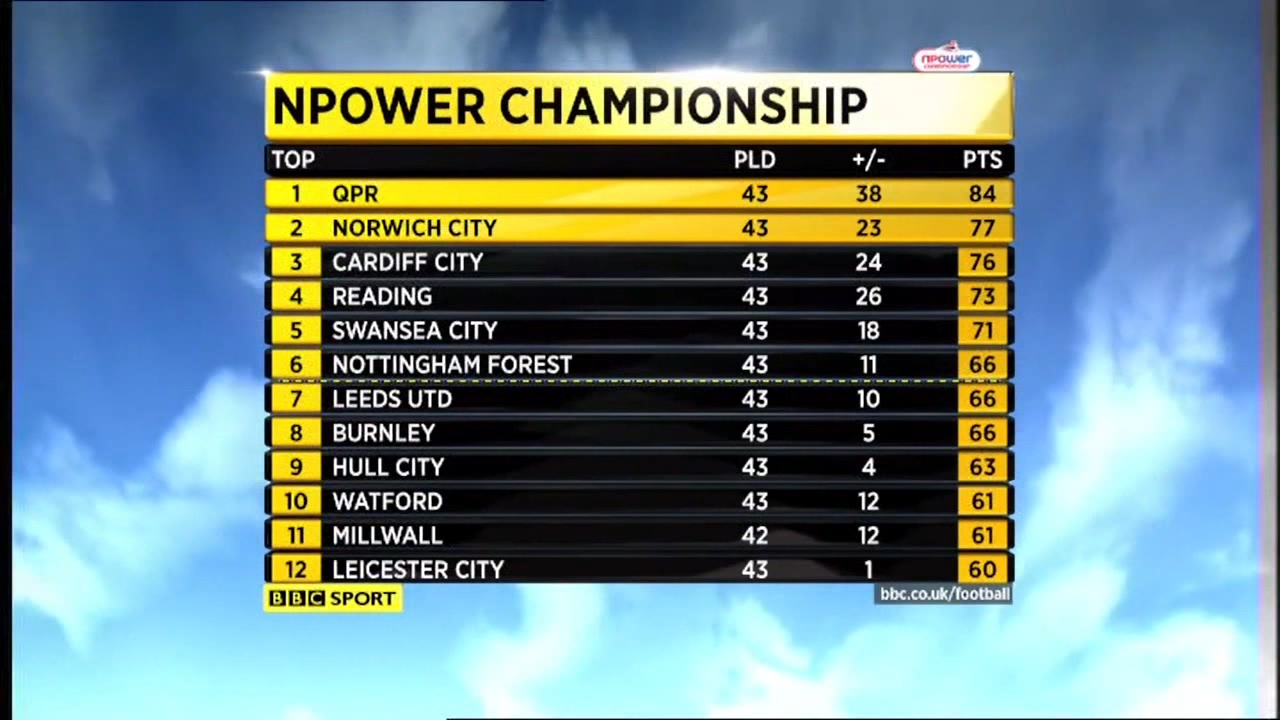 npower
CHAMPIONSHIP
NPOWER CHAMPIONSHIP
TOP PLD +/- PTS
1 QPR 43 38 84
2 NORWICH CITY 43 23 77
3 CARDIFF CITY 43 24 76
4 READING 43 26 73
5 SWANSEA CITY 43 18 71
6 NOTTINGHAM FOREST 43 11 66
7 LEEDS UTD 43 10 66
8 BURNLEY 43 5 66
9 HULL CITY 43 4 63
10 WATFORD 43 12 61
11 MILLWALL 42 12 61
12 LEICESTER CITY 43 1 60
BBC SPORT bbc.co.uk/football